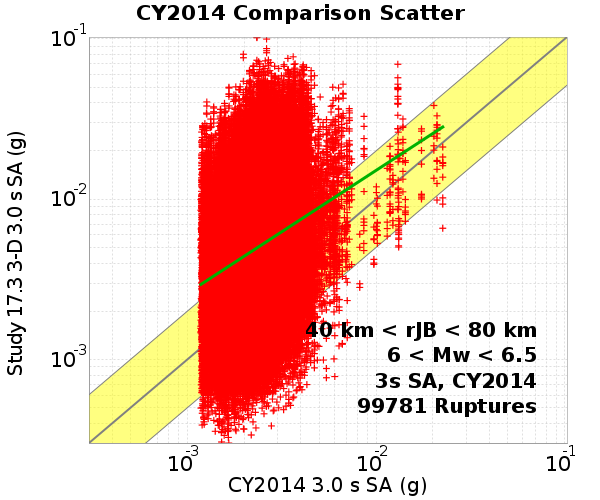 CY2014 Comparison Scatter
10-1
10-2
10-3
Study 17.3 3-D 3.0 s SA (g)
40 km < rJB < 80 km
6 < Mw < 6.5
3s SA, CY2014
99781 Ruptures
10-3 10-2 10-1
CY2014 3.0 s SA (g)